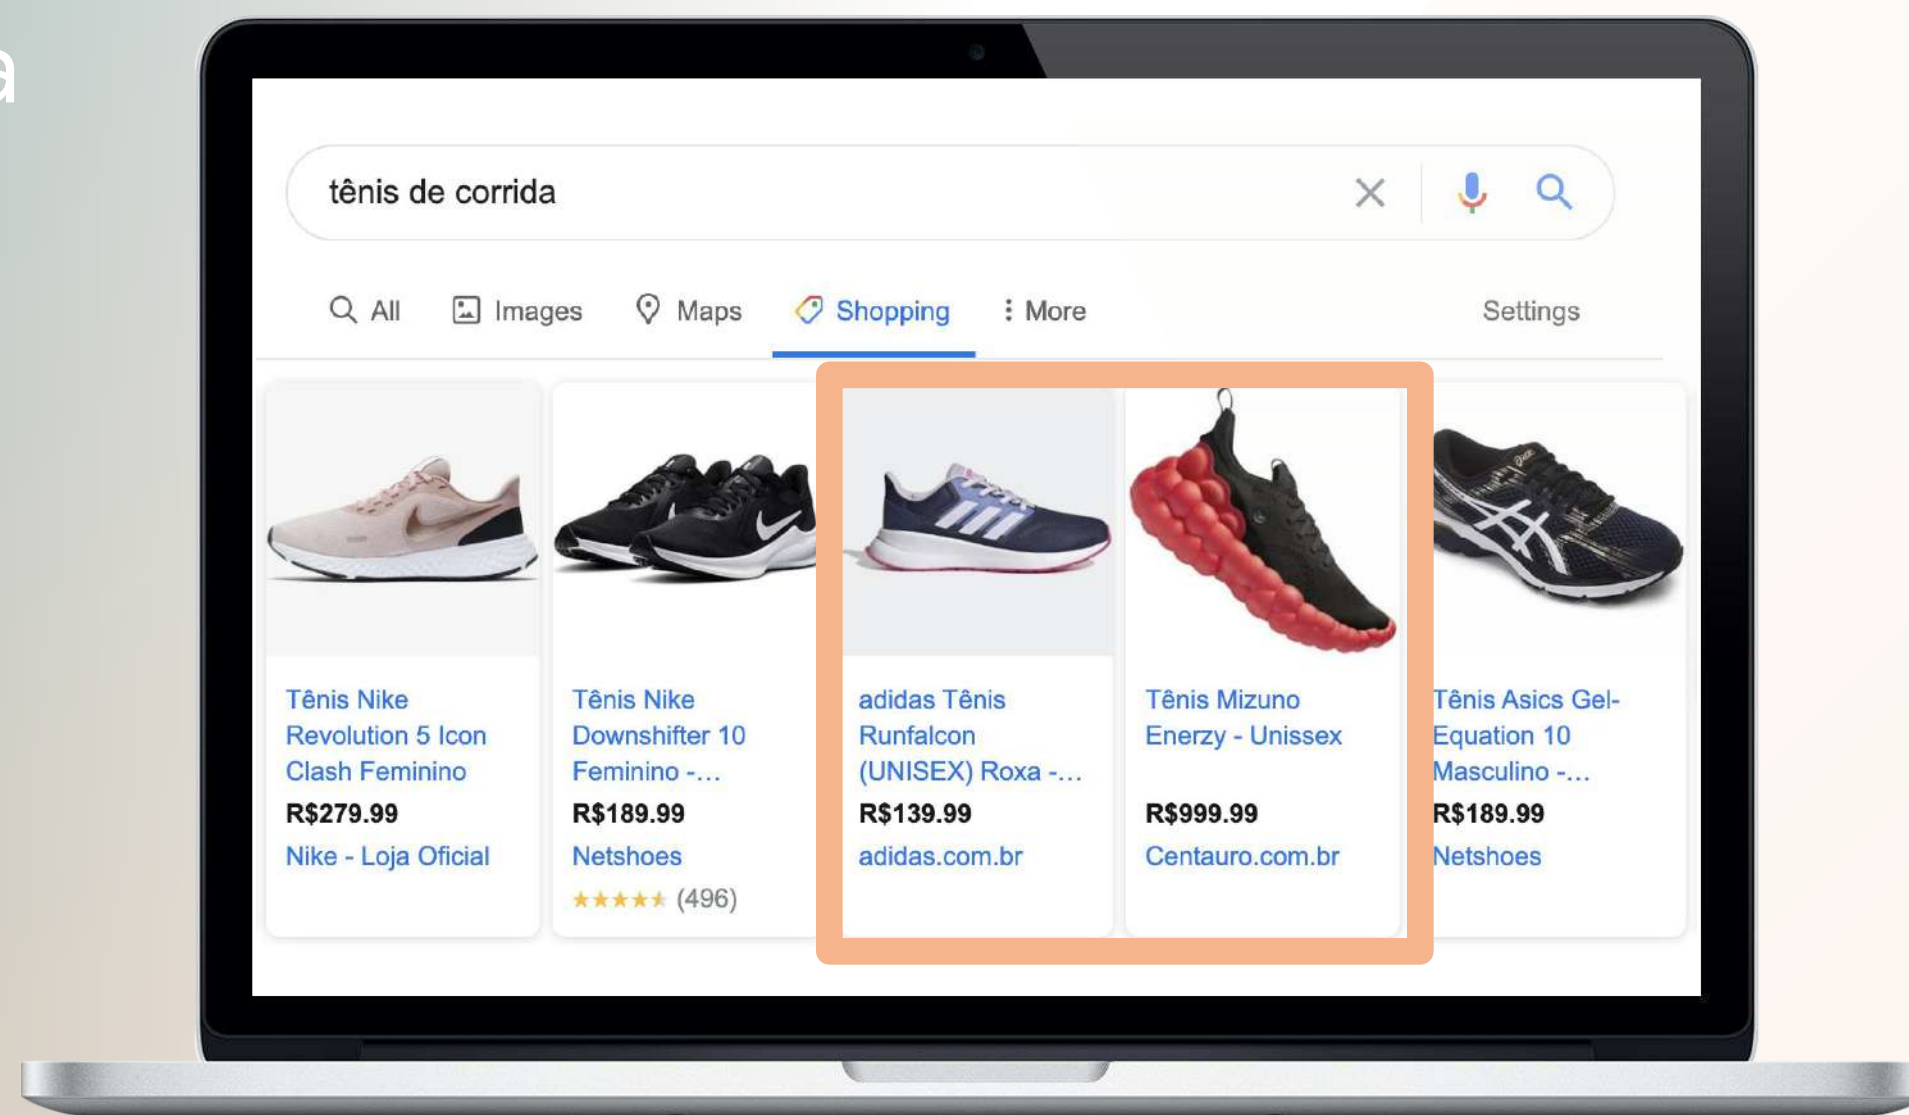 a
tênis de corrida
All Images Maps Shopping More Settings
Tênis Nike
Revolution 5 Icon
Clash Feminino
R$279.99
Nike - Loja Oficial
Tênis Nike
Downshifter 10
Feminino -...
R$189.99
Netshoes
(496)
adidas Tênis
Runfalcon
(UNISEX) Roxa -...
R$139.99
adidas.com.br
Tênis Mizuno
Enerzy - Unissex
R$999.99
Centauro.com.br
Tênis Asics Gel-
Equation 10
Masculino -...
R$189.99
Netshoes